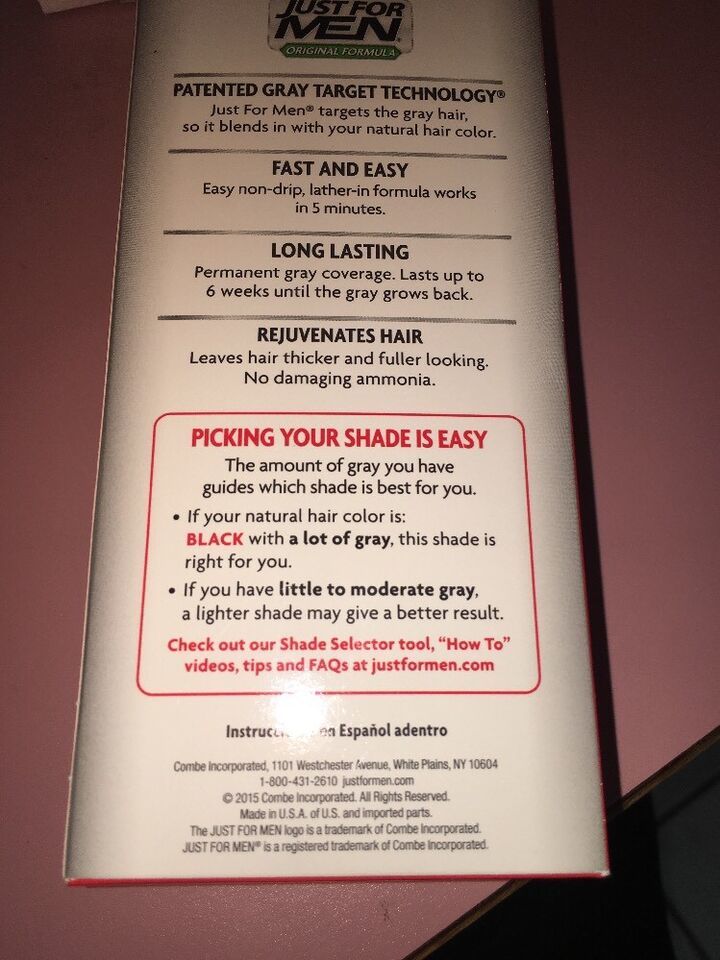 JUST FOR
MEN
ORIGINAL FORMULA
PATENTED GRAY TARGET TECHNOLOGY®
Just For Men® targets the gray hair,
so it blends in with your natural hair color.
FAST AND EASY
Easy non-drip, lather-in formula works
in 5 minutes.
LONG LASTING
Permanent gray coverage. Lasts up to
6 weeks until the gray grows back.
REJUVENATES HAIR
Leaves hair thicker and fuller looking.
No damaging ammonia.
PICKING YOUR SHADE IS EASY
The amount of gray you have
guides which shade is best for you.
• If your natural hair color is:
BLACK with a lot of gray, this shade is
right for you.
• If you have little to moderate gray,
a lighter shade may give a better result.
Check out our Shade Selector tool, “How To”
videos, tips and FAQs at justformen.com
Español adentro
Combe Incorporated, 1101 Westchester Avenue, White Plains, NY 10604
1-800-431-2610 justformen.com
© 2015 Combe Incorporated. All Rights Reserved.
Made in U.S.A. of U.S. and imported parts.
The JUST FOR MEN logo is a trademark of Combe Incorporated.
JUST FOR MEN® is a registered trademark of Combe Incorporated.